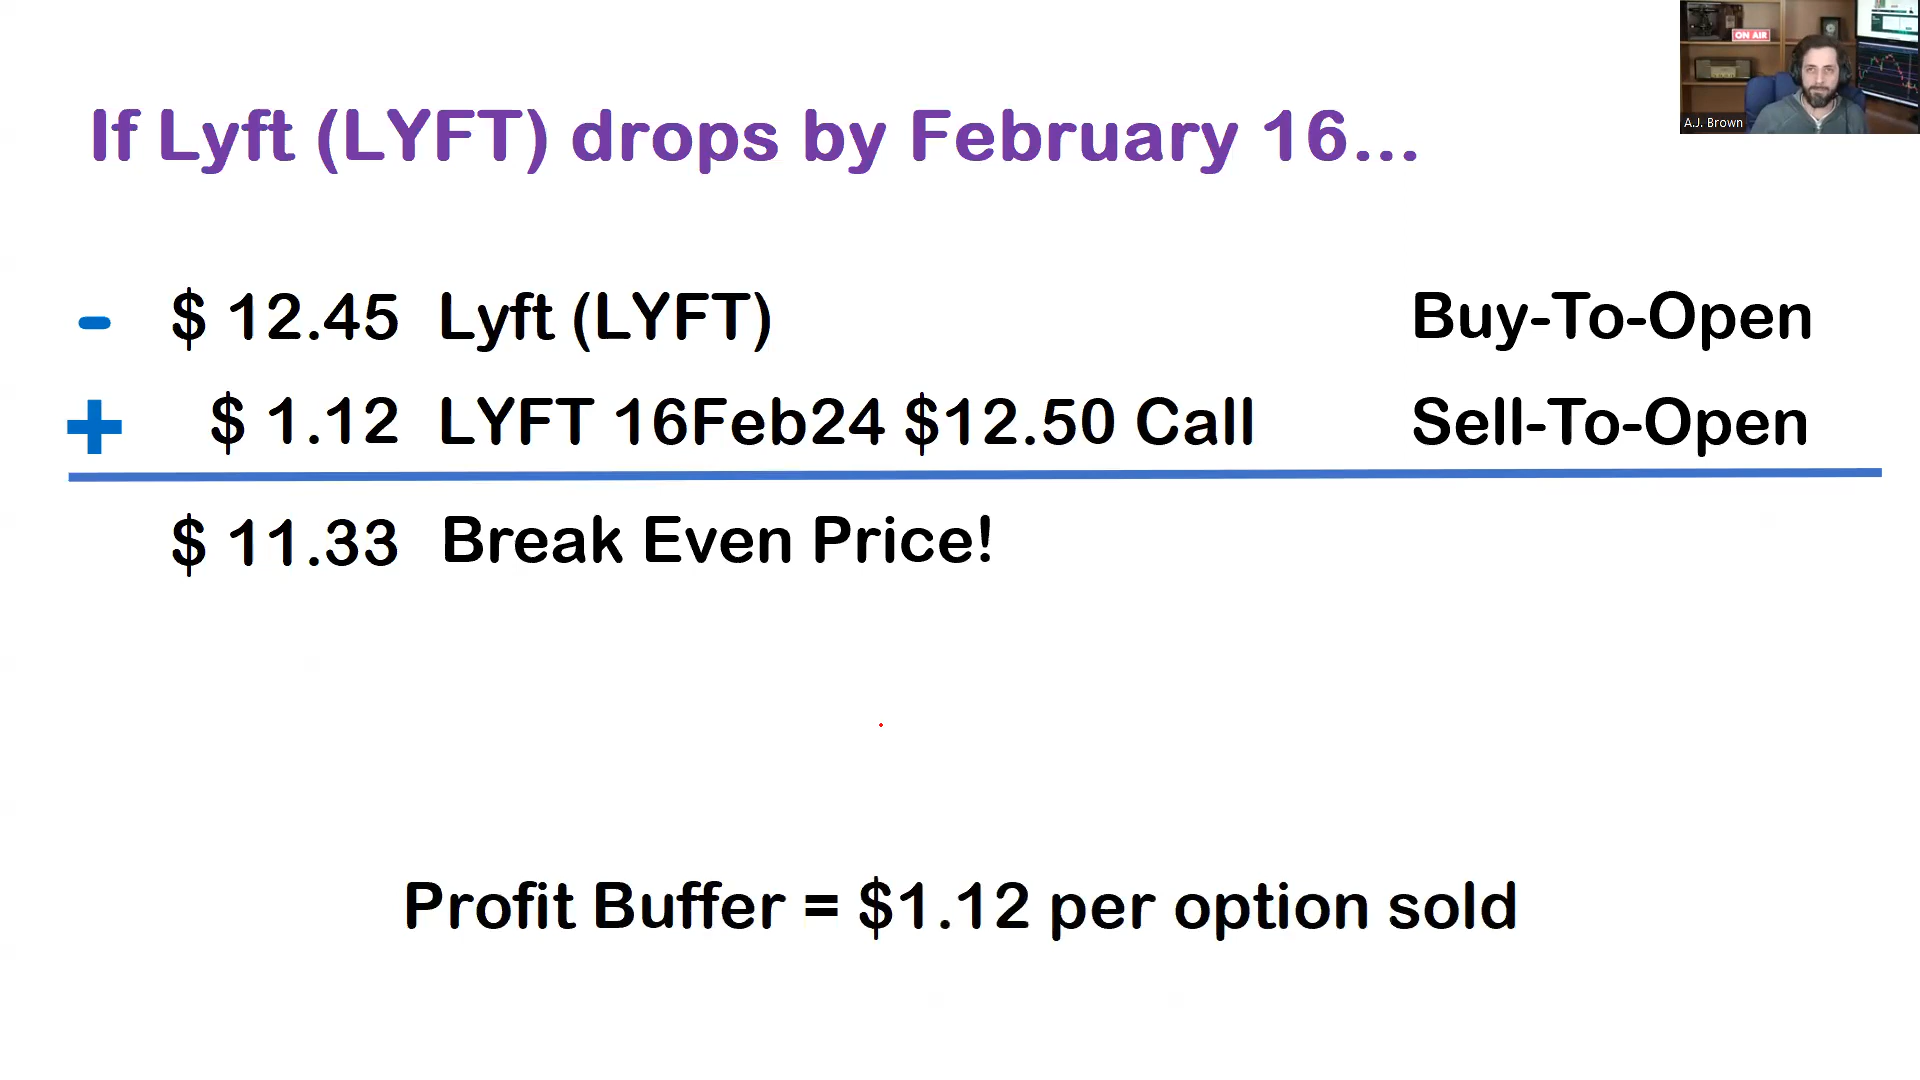 ON AIR
A.J. Brown
If Lyft (LYFT) drops by February 16...
- $ 12.45 Lyft (LYFT) Buy-To-Open
+ $ 1.12 LYFT 16Feb24 $12.50 Call Sell-To-Open
$ 11.33 Break Even Price!
Profit Buffer = $1.12 per option sold